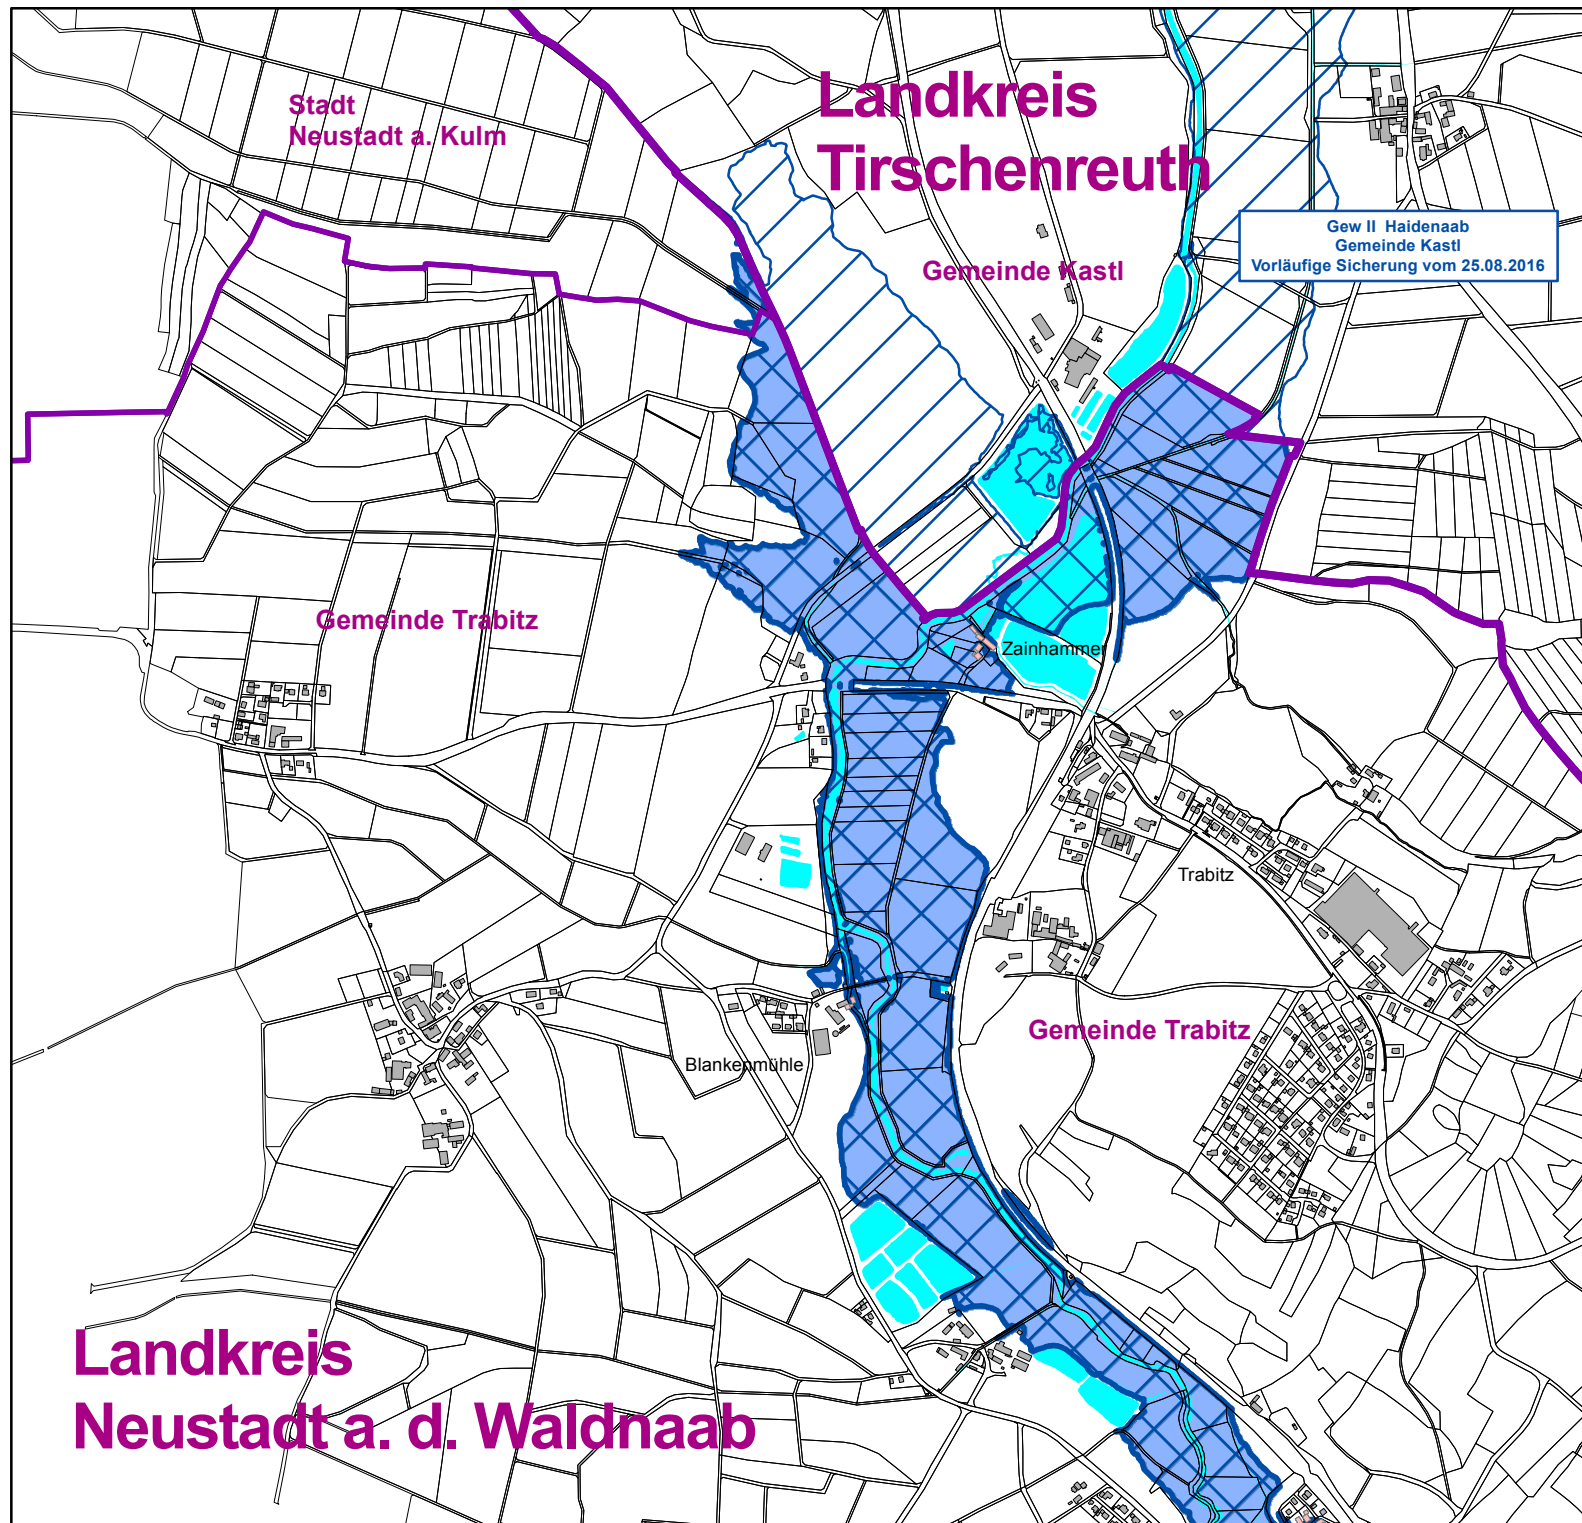 Landkreis
Tirschenreuth
Stadt
Neustadt a. Kulm
Gew II Haidenaab
Gemeinde Kastl
Vorläufige Sicherung vom 25.08.2016
Gemeinde Kastl
Gemeinde Trabitz
Zainhammer
Trabitz
Gemeinde Trabitz
Blankenmühle
Landkreis
Neustadt a. d. Waldnaab